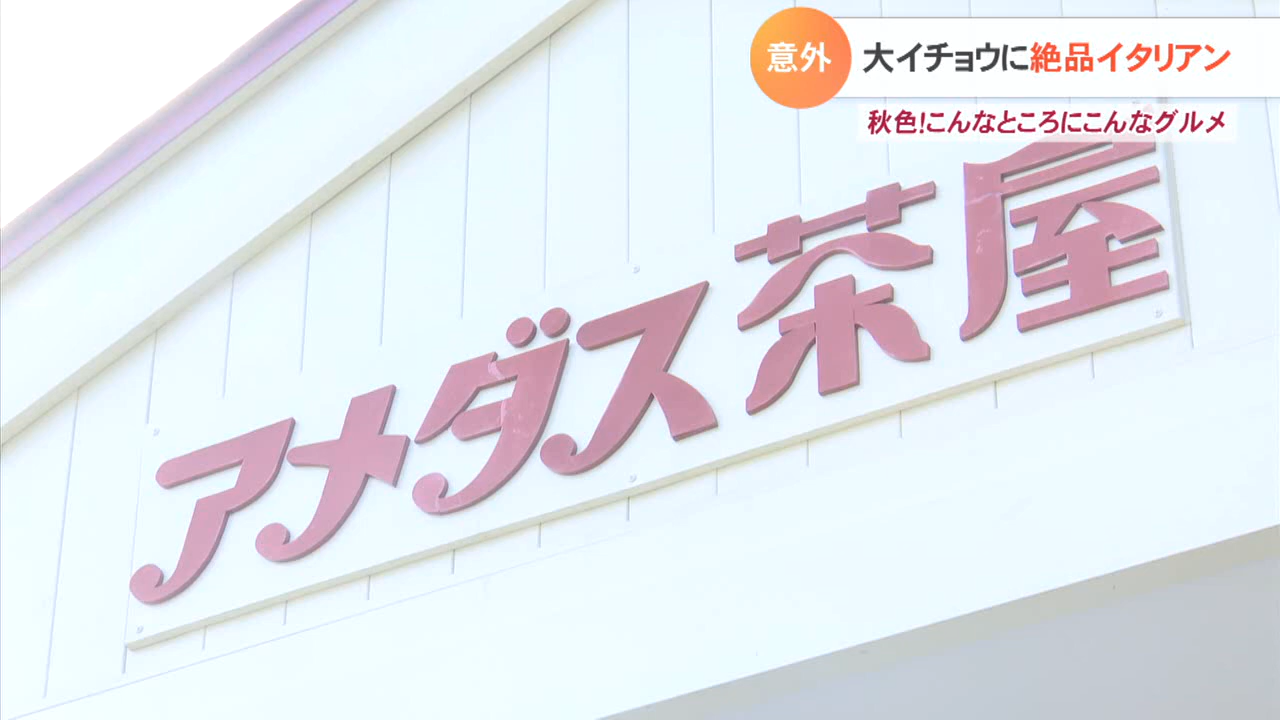 意外
大イチョウに絶品イタリアン
秋色!こんなところにこんなグルメ
アメダス茶屋